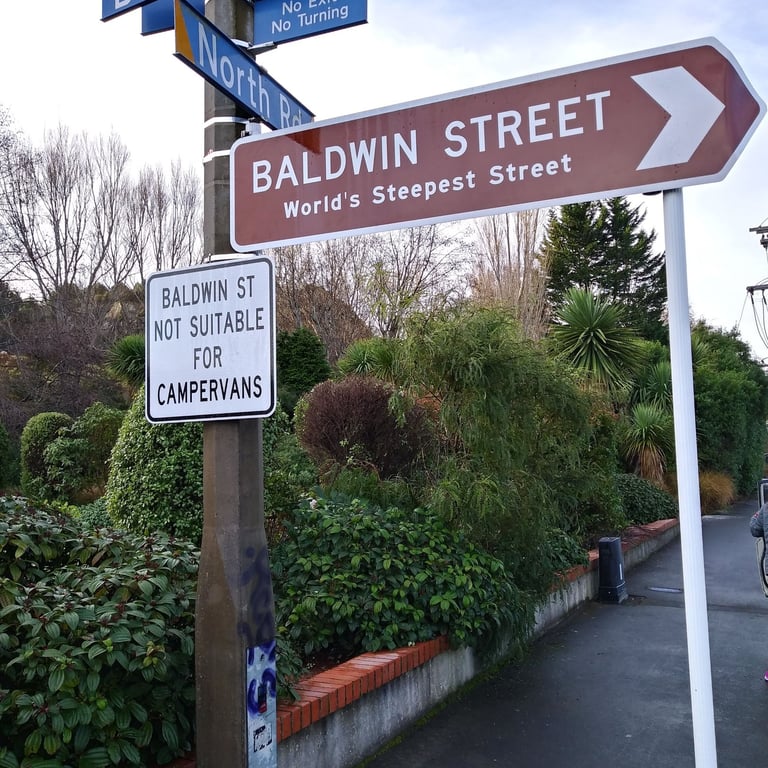 No Exit
No Turning
North Rd
BALDWIN STREET
World's Steepest Street
BALDWIN ST
NOT SUITABLE
FOR
CAMPERVANS